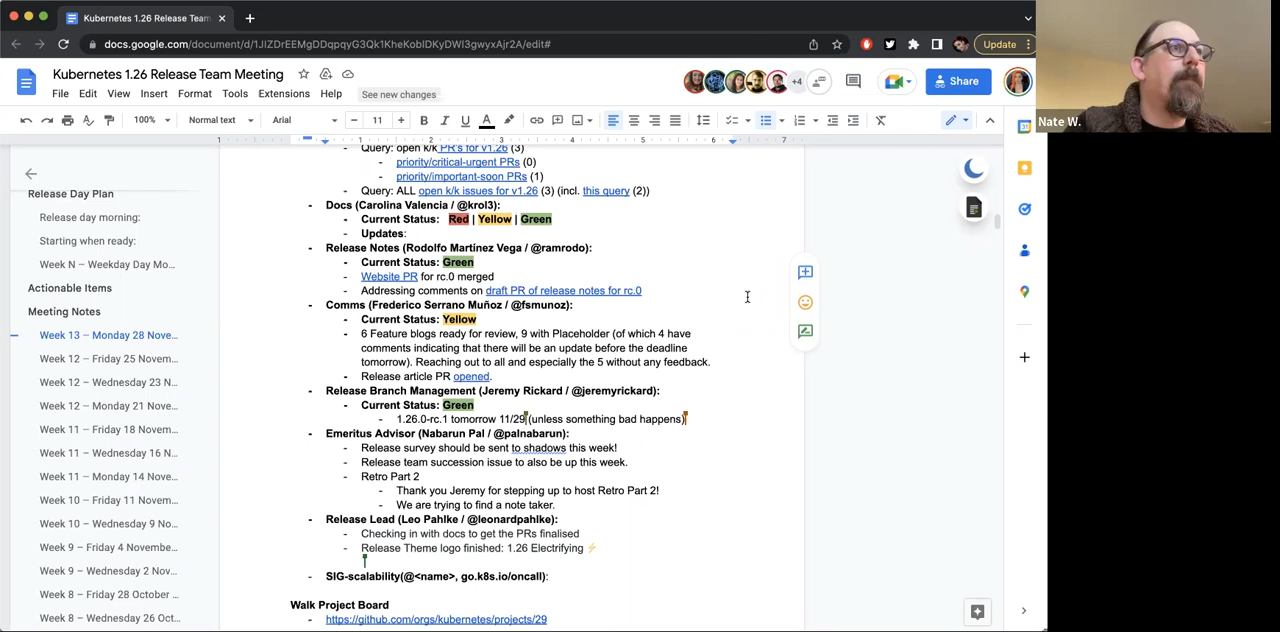 Kubernetes 1.26 Release Team
docs.google.com/document/d/1JIZDrEEMgDDqpqyG3Qk1KheKoblDKyDWI3gwyxAjr2A/edit#
Update
Kubernetes 1.26 Release Team Meeting
+4
Share
File Edit View Insert Format Tools Extensions Help See new changes
100% Normal text Arial 11
Nate W.
1 1 2 3 4 5 6 7
Release Day Plan
Release day morning:
Starting when ready:
Week N – Weekday Day Mo...
Actionable Items
Meeting Notes
Week 13 – Monday 28 Nove...
Week 12 – Friday 25 Novem...
Week 12 – Wednesday 23 N...
Week 12 – Monday 21 Nove...
Week 11 – Friday 18 Novem...
Week 11 – Wednesday 16 N...
Week 11 – Monday 14 Nove...
Week 10 – Friday 11 Novem...
Week 10 – Wednesday 9 No...
Week 9 – Friday 4 Novembe...
Week 9 – Wednesday 2 Nov...
Week 8 – Friday 28 October ...
Week 8 – Wednesday 26 Oct...
Query: open k/k PR's for v1.26 (3)
- priority/critical-urgent PRs (0)
- priority/important-soon PRs (1)
- Query: ALL open k/k issues for v1.26 (3) (incl. this query (2))
- Docs (Carolina Valencia / @krol3):
- Current Status: Red | Yellow | Green
- Updates:
- Release Notes (Rodolfo Martínez Vega / @ramrodo):
- Current Status: Green
- Website PR for rc.0 merged
- Addressing comments on draft PR of release notes for rc.0
- Comms (Frederico Serrano Muñoz / @fsmunoz):
- Current Status: Yellow
- 6 Feature blogs ready for review, 9 with Placeholder (of which 4 have
comments indicating that there will be an update before the deadline
tomorrow). Reaching out to all and especially the 5 without any feedback.
- Release article PR opened.
- Release Branch Management (Jeremy Rickard / @jeremyrickard):
- Current Status: Green
- 1.26.0-rc.1 tomorrow 11/29 (unless something bad happens)
- Emeritus Advisor (Nabarun Pal / @palnabarun):
- Release survey should be sent to shadows this week!
- Release team succession issue to also be up this week.
- Retro Part 2
- Thank you Jeremy for stepping up to host Retro Part 2!
- We are trying to find a note taker.
- Release Lead (Leo Pahlke / @leonardpahlke):
- Checking in with docs to get the PRs finalised
- Release Theme logo finished: 1.26 Electrifying ⚡
- SIG-scalability(@<name>, go.k8s.io/oncall):
Walk Project Board
- https://github.com/orgs/kubernetes/projects/29